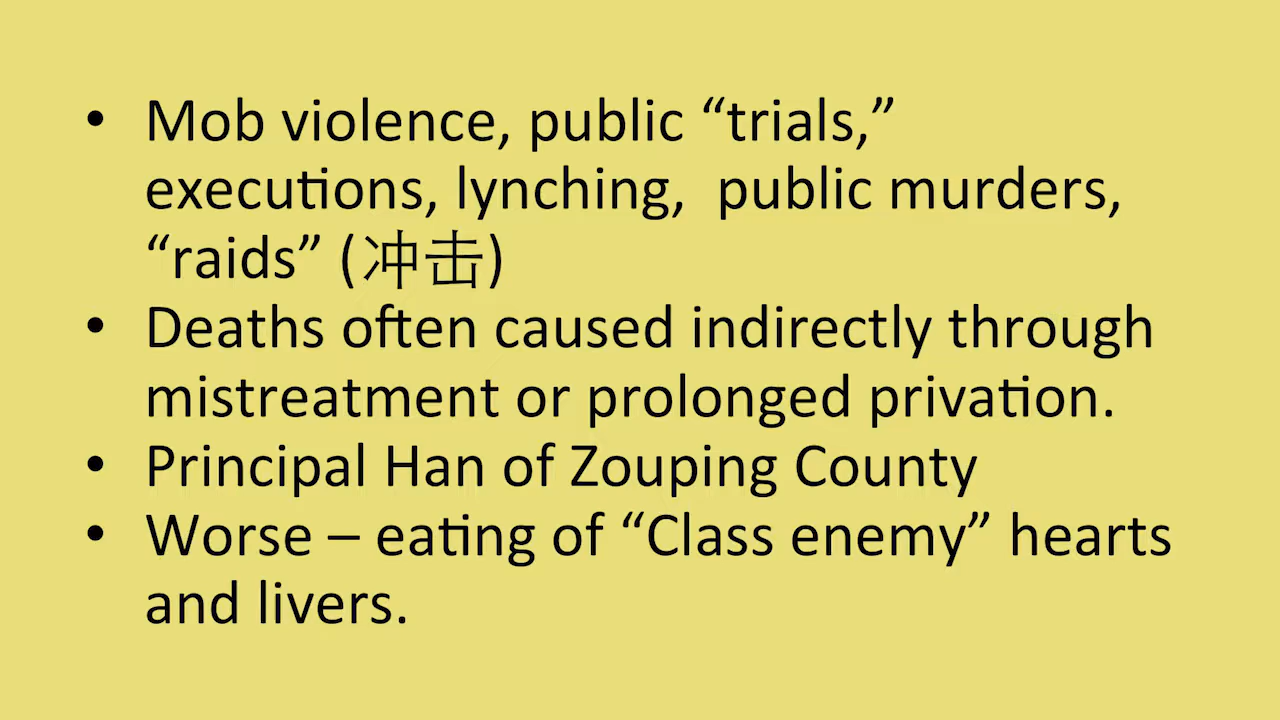 • Mob violence, public “trials,”
executions, lynching,  public murders,
“raids” (冲击)
• Deaths often caused indirectly through
mistreatment or prolonged privation.
• Principal Han of Zouping County
• Worse – eating of “Class enemy” hearts
and livers.